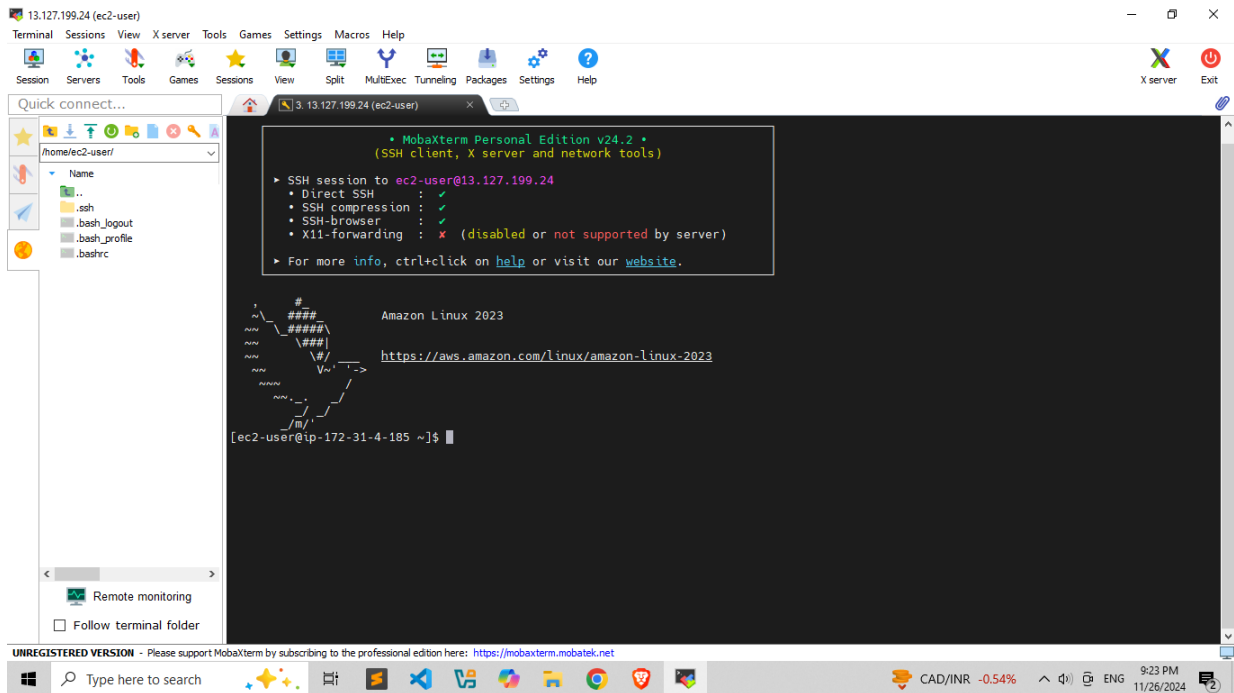 13.127.199.24 (ec2-user)
Terminal Sessions View X server Tools Games Settings Macros Help
Session Servers Tools Games Sessions View Split MultiExec Tunneling Packages Settings Help X server Exit
Quick connect...
3. 13.127.199.24 (ec2-user)
/home/ec2-user/
Name
..
.ssh
.bash_logout
.bash_profile
.bashrc
Remote monitoring
Follow terminal folder
• MobaXterm Personal Edition v24.2 •
(SSH client, X server and network tools)
➤ SSH session to ec2-user@13.127.199.24
• Direct SSH : ✔
• SSH compression : ✔
• SSH-browser : ✔
• X11-forwarding : ✘ (disabled or not supported by server)
➤ For more info, ctrl+click on help or visit our website.
   ,     #_
   ~\_  ####_        Amazon Linux 2023
  ~~  \_#####\
  ~~     \###|
  ~~       \#/ ___   https://aws.amazon.com/linux/amazon-linux-2023
   ~~       V~' '->
    ~~~         /
      ~~._.   _/
         _/ _/
       _/m/'
[ec2-user@ip-172-31-4-185 ~]$
UNREGISTERED VERSION - Please support MobaXterm by subscribing to the professional edition here: https://mobaxterm.mobatek.net
Type here to search
CAD/INR -0.54%
ENG
9:23 PM
11/26/2024
2